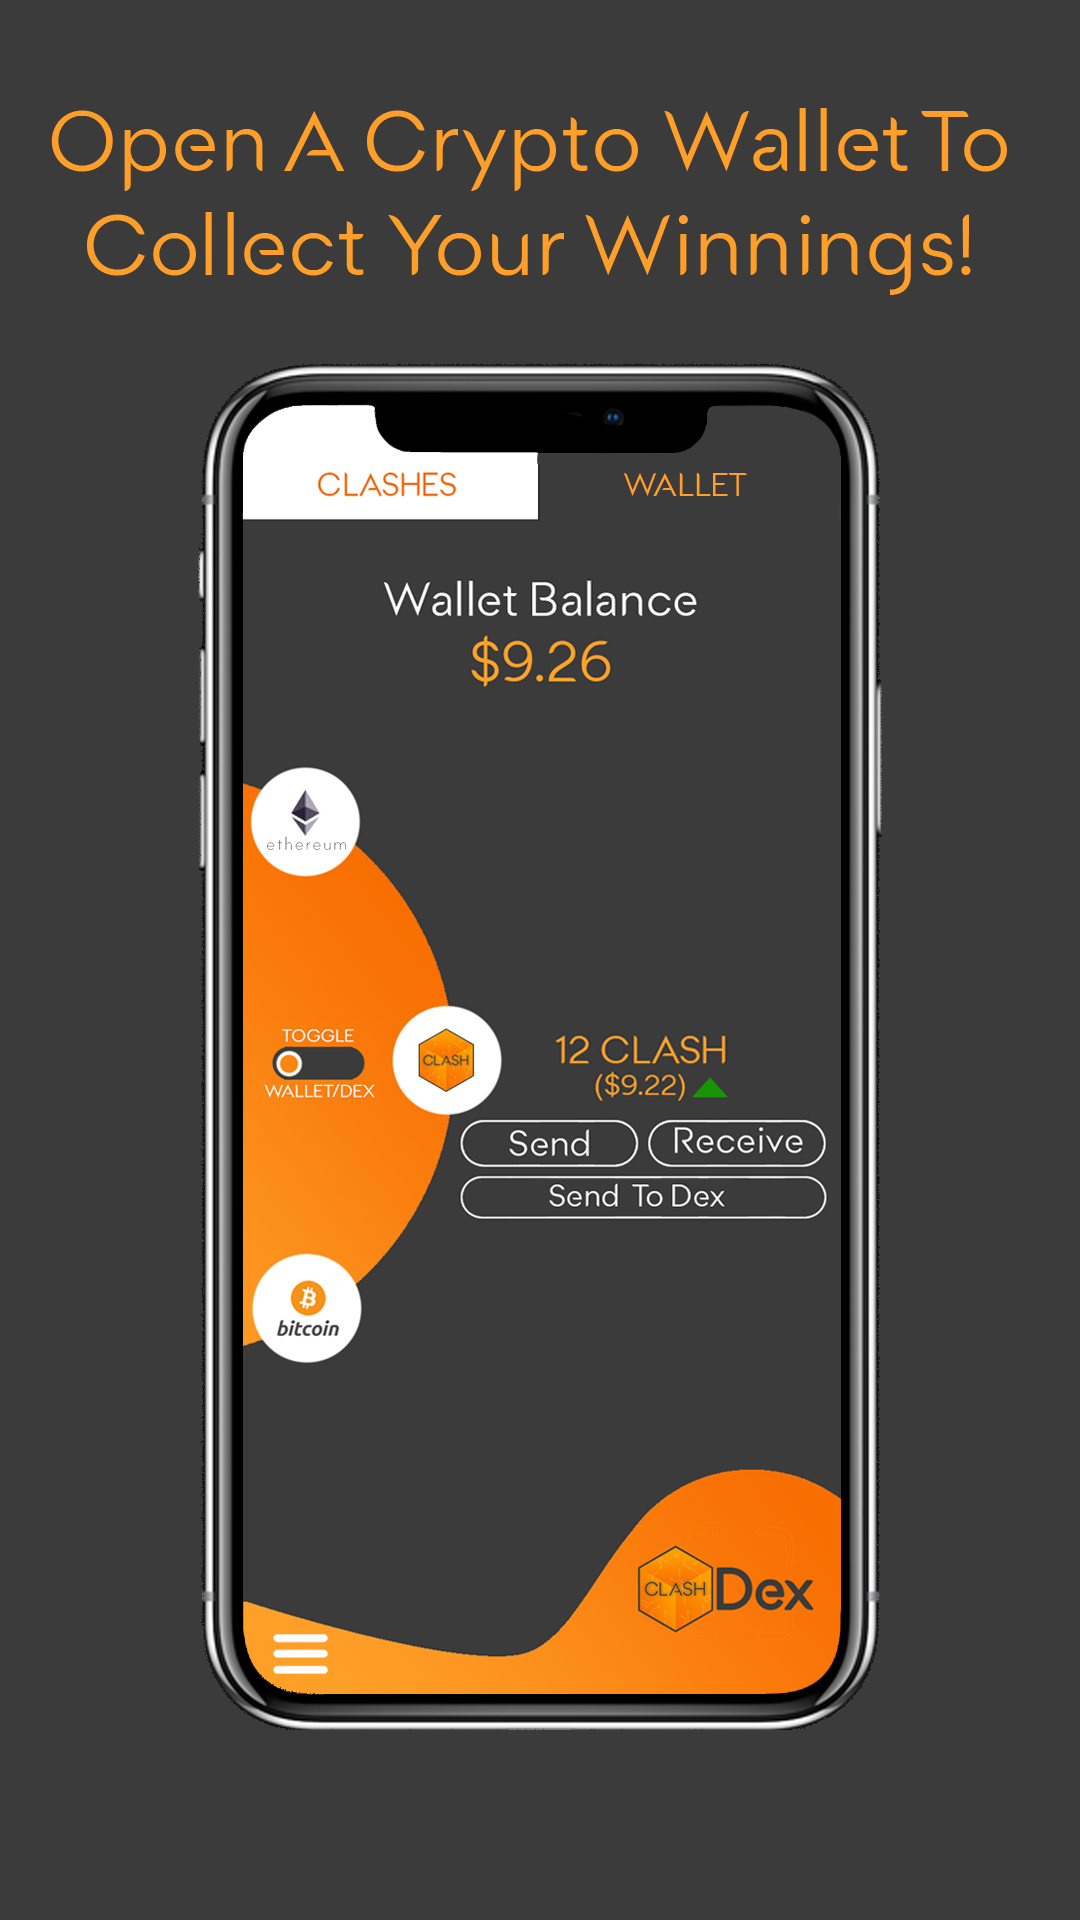 Open A Crypto Wallet To
Collect Your Winnings!
CLASHES
WALLET
Wallet Balance
$9.26
ethereum
TOGGLE
WALLET/DEX
CLASH
12 CLASH
($9.22)
Send
Receive
Send To Dex
bitcoin
CLASH Dex